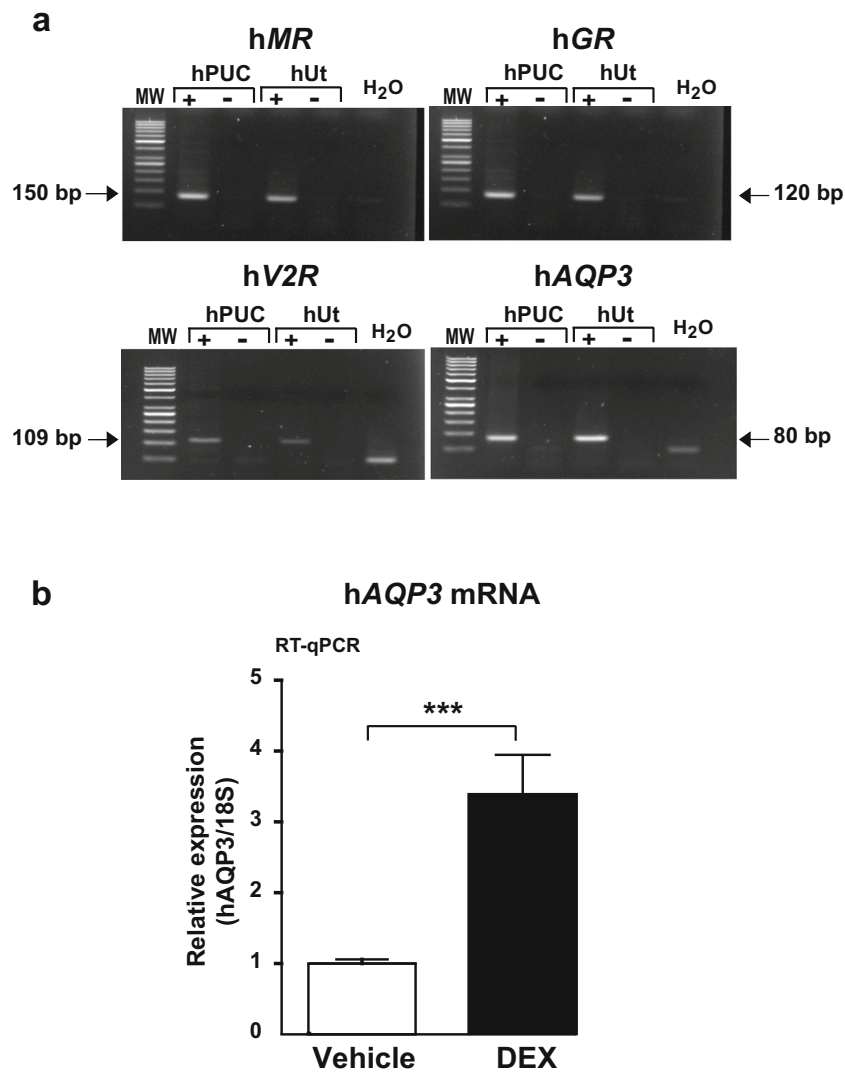 a
hMR
hGR
hPUC hUt H2O
MW + - + -
hPUC hUt H2O
MW + - + -
150 bp
120 bp
hV2R
hAQP3
hPUC hUt H2O
MW + - + -
hPUC hUt H2O
MW + - + -
109 bp
80 bp
b
hAQP3 mRNA
RT-qPCR
Relative expression
(hAQP3/18S)
5
4
3
2
1
0
***
Vehicle DEX